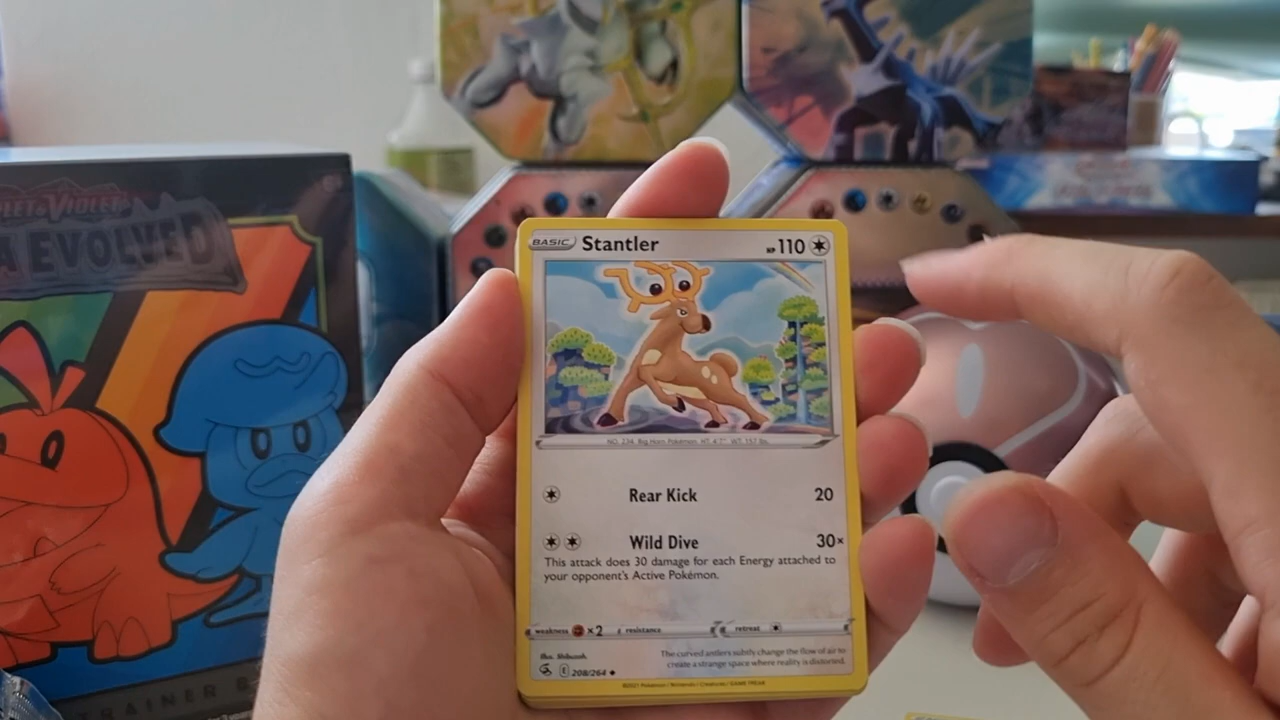 LET & VIOLET
A EVOLVED
TRAINER B
BASIC Stantler HP 110
NO. 234 Big Horn Pokémon HT: 4'7" WT: 157 lbs.
Rear Kick 20
Wild Dive 30×
This attack does 30 damage for each Energy attached to
your opponent's Active Pokémon.
weakness ×2 resistance retreat
Illus. Shibuzoh.
The curved antlers subtly change the flow of air to
create a strange space where reality is distorted.
E 208/264
©2021 Pokémon / Nintendo / Creatures / GAME FREAK